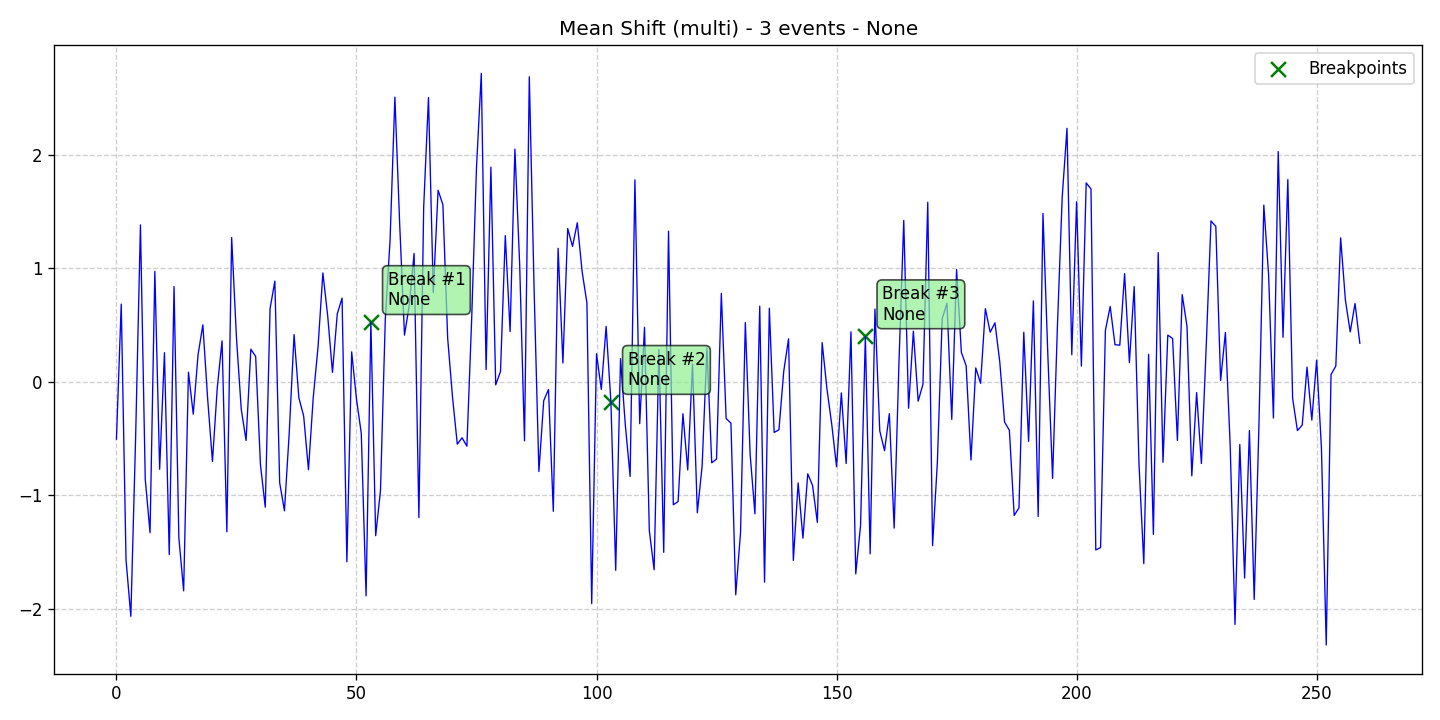 Mean Shift (multi) - 3 events - None
Breakpoints
Break #1
None
Break #2
None
Break #3
None
2
1
0
−1
−2
0
50
100
150
200
250